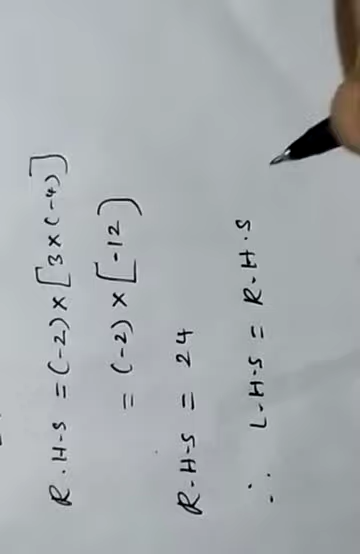 R.H-S = (-2) × [3×(-4)]
= (-2) × [-12)
R-H-S = 24
∴ L-H-S = R-H-S